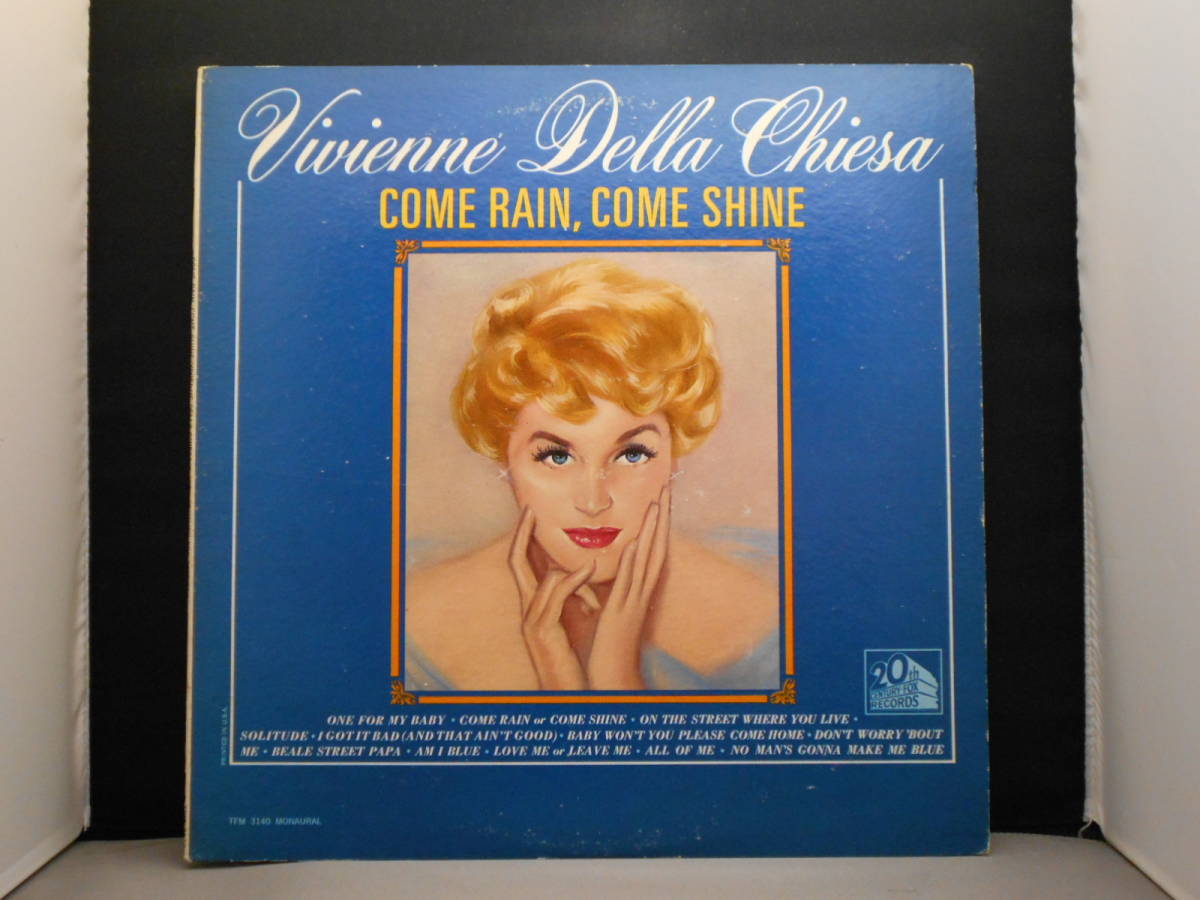 Vivienne Della Chiesa
COME RAIN, COME SHINE
20th
CENTURY FOX
RECORDS
ONE FOR MY BABY • COME RAIN or COME SHINE • ON THE STREET WHERE YOU LIVE •
SOLITUDE • I GOT IT BAD (AND THAT AIN'T GOOD) • BABY WON'T YOU PLEASE COME HOME • DON'T WORRY 'BOUT
ME • BEALE STREET PAPA • AM I BLUE • LOVE ME or LEAVE ME • ALL OF ME • NO MAN'S GONNA MAKE ME BLUE
PRINTED IN U.S.A.
TFM 3140 MONAURAL